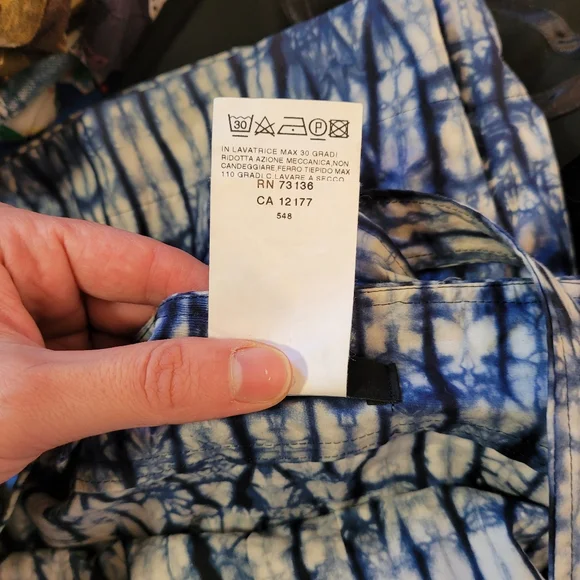 30 P
IN LAVATRICE MAX 30 GRADI
RIDOTTA AZIONE MECCANICA,NON
CANDEGGIARE,FERRO TIEPIDO MAX
110 GRADI C,LAVARE A SECCO
RN 73136
CA 12177
548